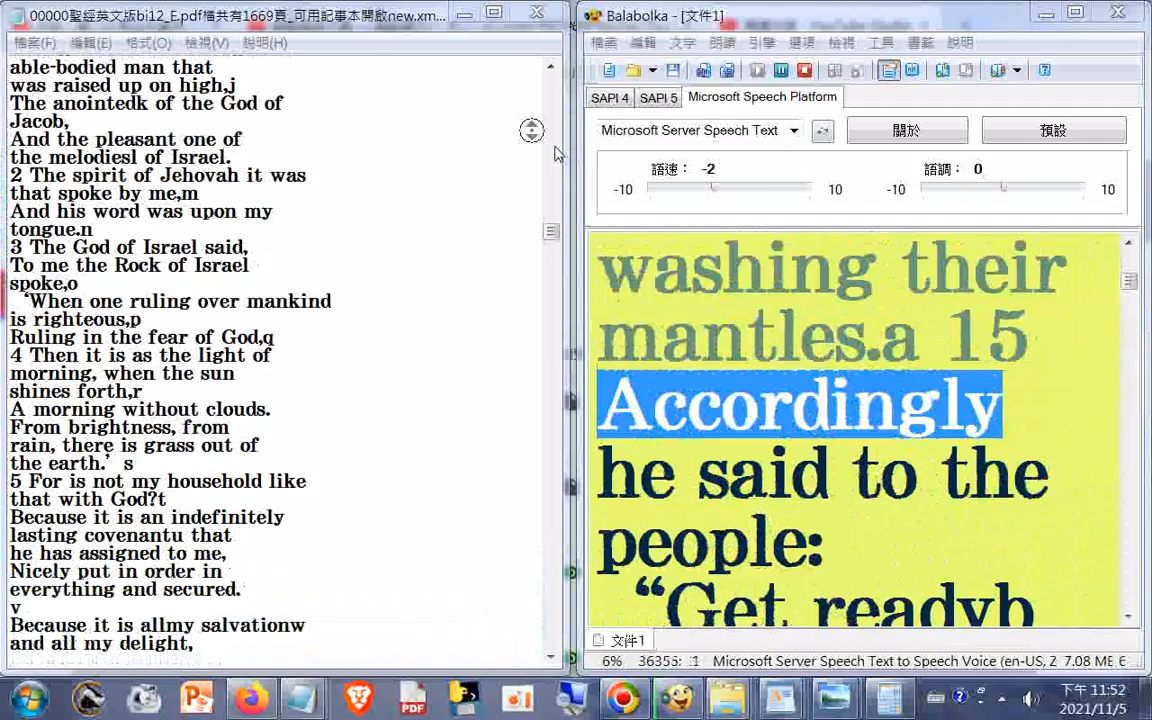 00000聖經英文版bi12_E.pdf檔共有1669頁_可用記事本開啟new.xm...
檔案(F) 編輯(E) 格式(O) 檢視(V) 說明(H)
able-bodied man that
was raised up on high,j
The anointedk of the God of
Jacob,
And the pleasant one of
the melodiesl of Israel.
2 The spirit of Jehovah it was
that spoke by me,m
And his word was upon my
tongue.n
3 The God of Israel said,
To me the Rock of Israel
spoke,o
‘When one ruling over mankind
is righteous,p
Ruling in the fear of God,q
4 Then it is as the light of
morning, when the sun
shines forth,r
A morning without clouds.
From brightness, from
rain, there is grass out of
the earth.’ s
5 For is not my household like
that with God?t
Because it is an indefinitely
lasting covenantu that
he has assigned to me,
Nicely put in order in
everything and secured.
v
Because it is allmy salvationw
and all my delight,
Balabolka - [文件1]
檔案 編輯 文字 朗讀 引擎 選項 檢視 工具 書籤 說明
SAPI 4 SAPI 5 Microsoft Speech Platform
Microsoft Server Speech Text 關於 預設
語速： -2 語調： 0
-10 10 -10 10
washing their
mantles.a 15
Accordingly
he said to the
people:
“Get readyb
文件1
6% 36355: :1 Microsoft Server Speech Text to Speech Voice (en-US, Z 7.08 MB 6
PDF
下午 11:52
2021/11/5